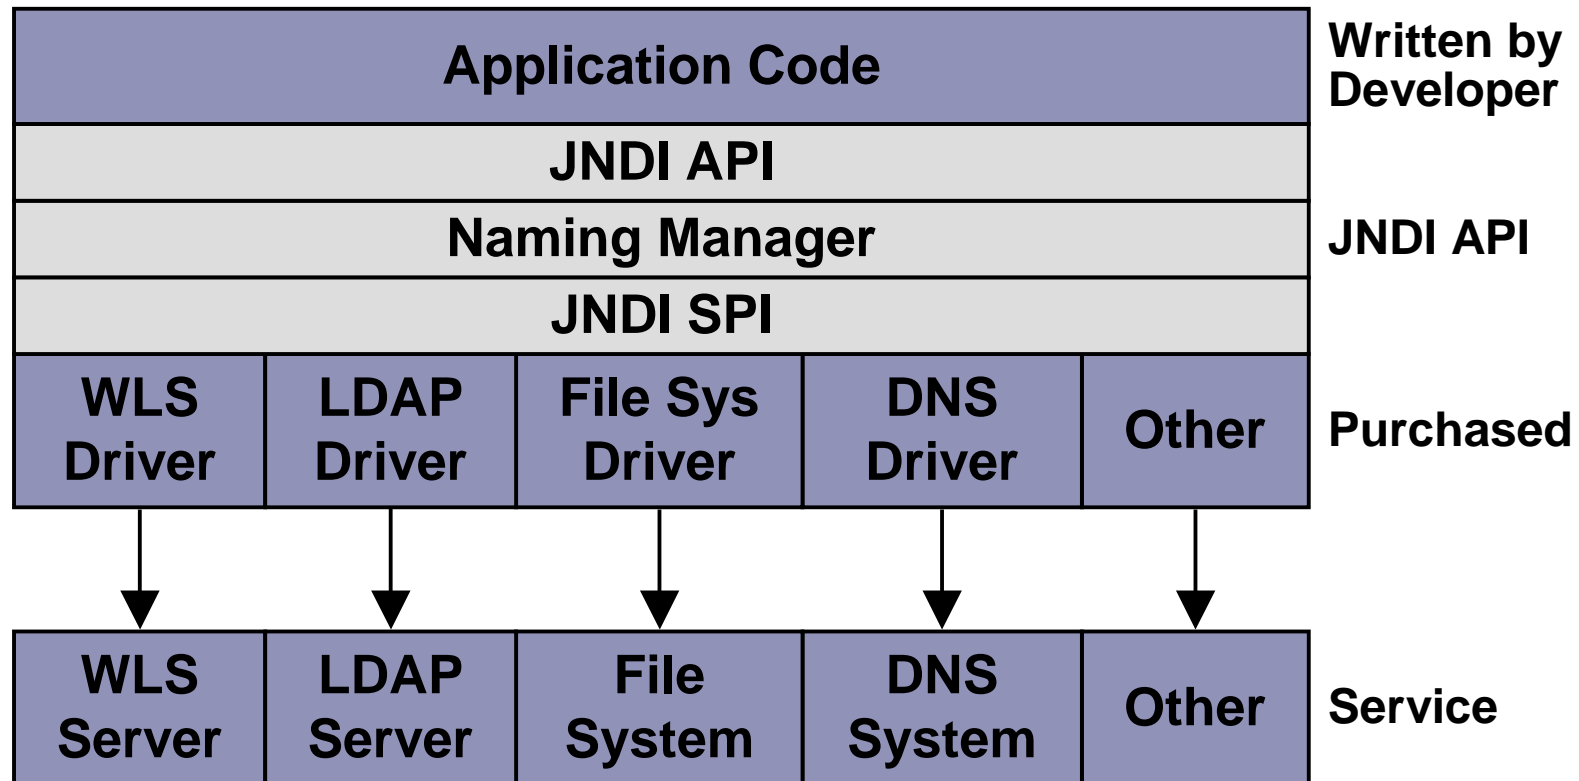 Application Code
Written by
Developer
JNDI API
Naming Manager
JNDI API
JNDI SPI
WLS
Driver
LDAP
Driver
File Sys
Driver
DNS
Driver
Other
Purchased
WLS
Server
LDAP
Server
File
System
DNS
System
Other
Service